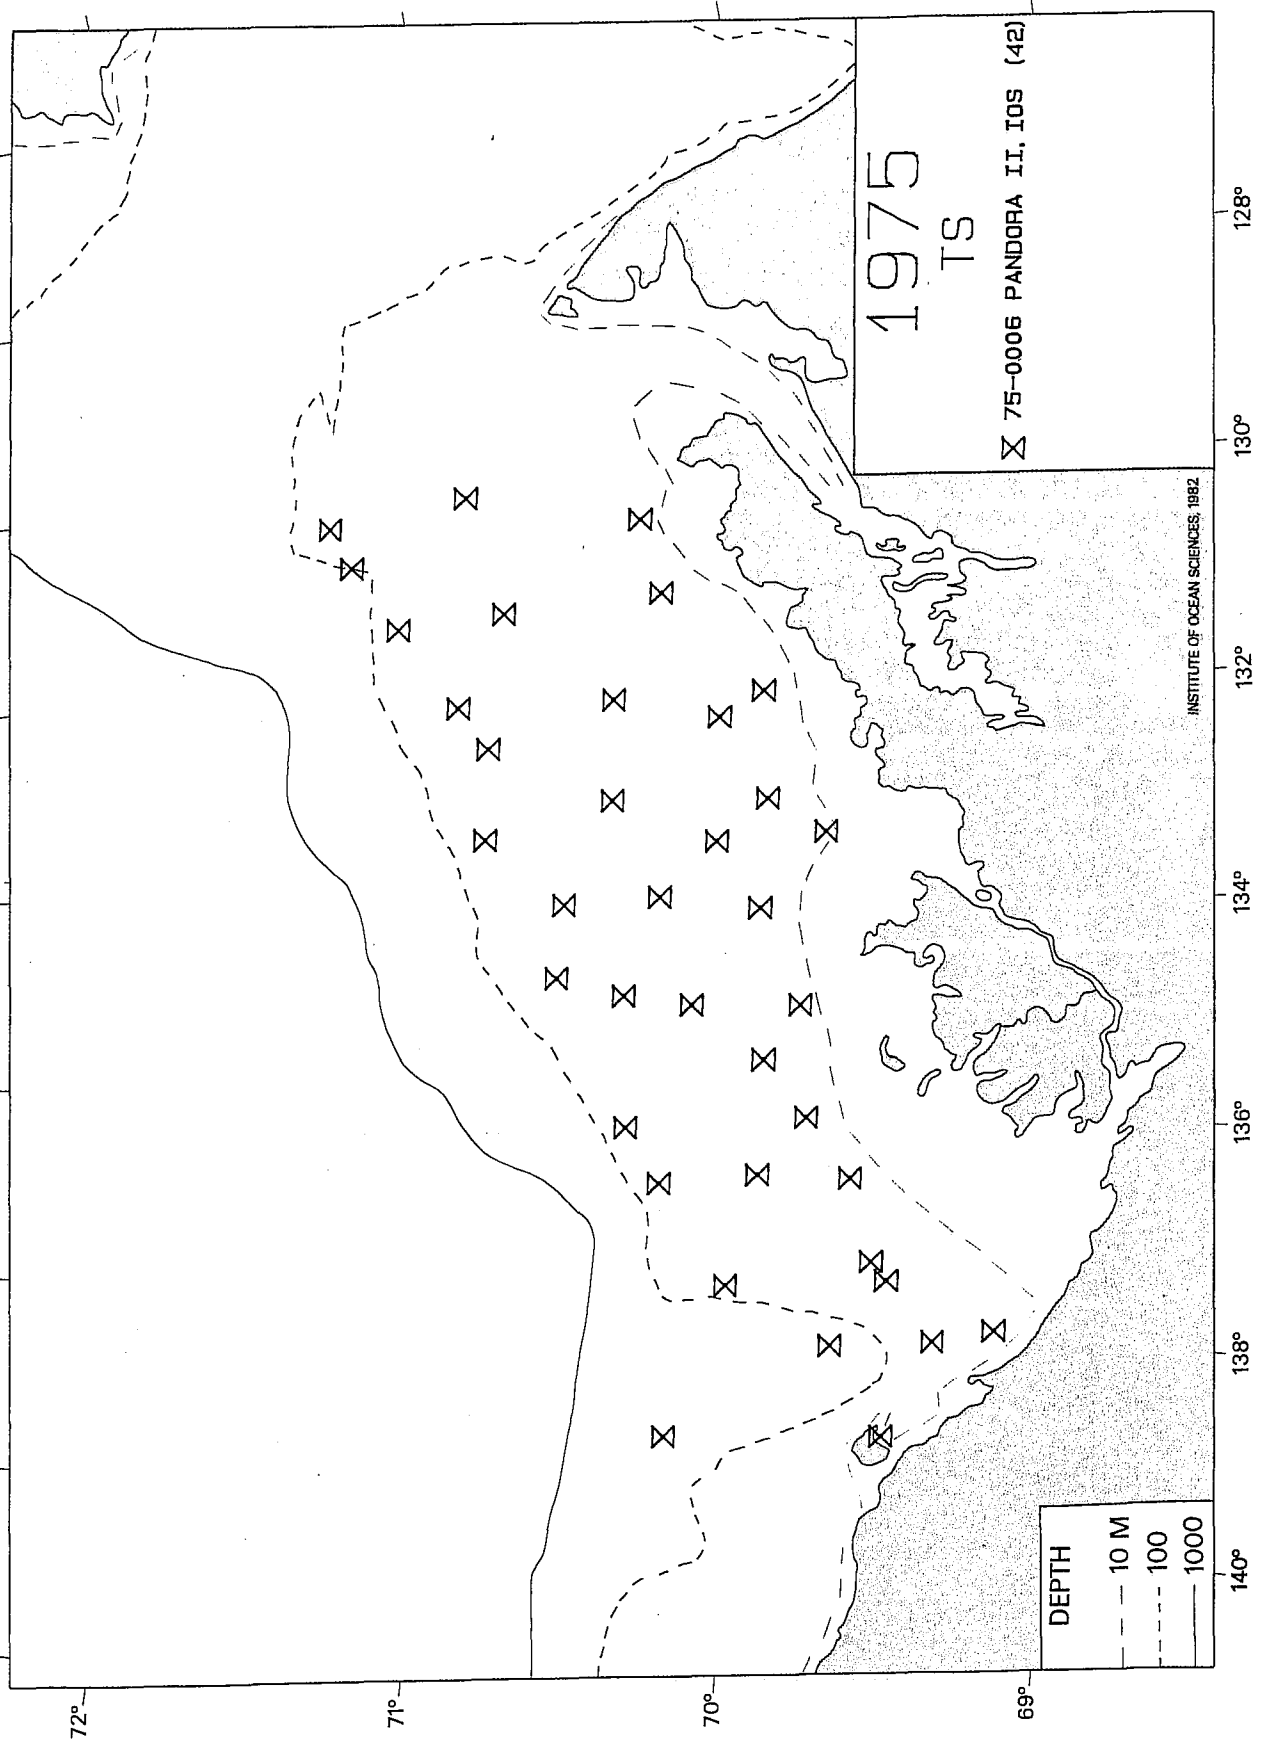 1975
TS
75-0006 PANDORA II, IOS (42)
INSTITUTE OF OCEAN SCIENCES, 1982
DEPTH
10 M
100
1000
72°
71°
70°
69°
140°
138°
136°
134°
132°
130°
128°